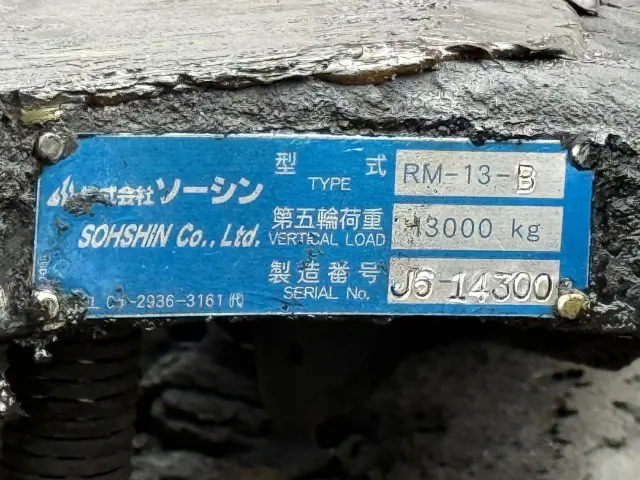 株式会社 ソーシン
SOHSHIN Co., Ltd.
型 式 RM-13-B
TYPE
第五輪荷重 13000 kg
VERTICAL LOAD
製造番号 J6-14300
SERIAL No.
-2936-3161(代)